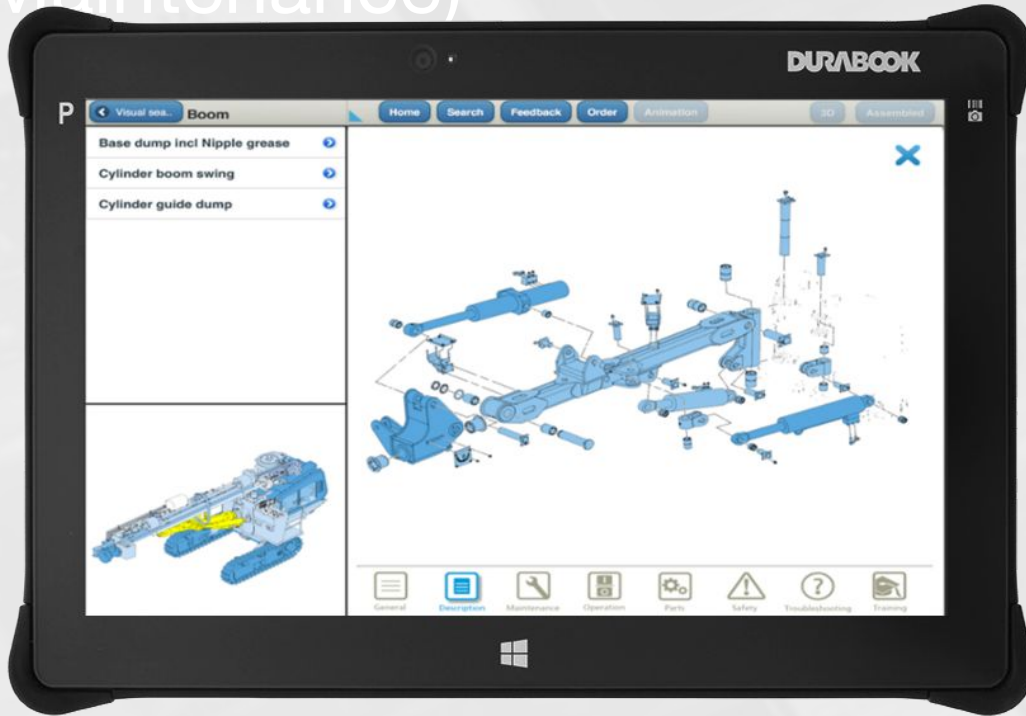 Maintenance)
DURABOOK
P
Visual sea.. Boom Home Search Feedback Order Animation 3D Assembled
Base dump incl Nipple grease
Cylinder boom swing
Cylinder guide dump
General Description Maintenance Operation Parts Safety Troubleshooting Training